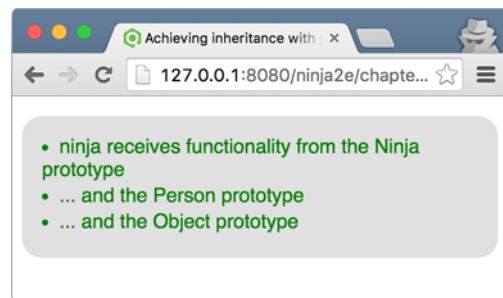 Achieving inheritance with
127.0.0.1:8080/ninja2e/chapte...
• ninja receives functionality from the Ninja
prototype
• ... and the Person prototype
• ... and the Object prototype